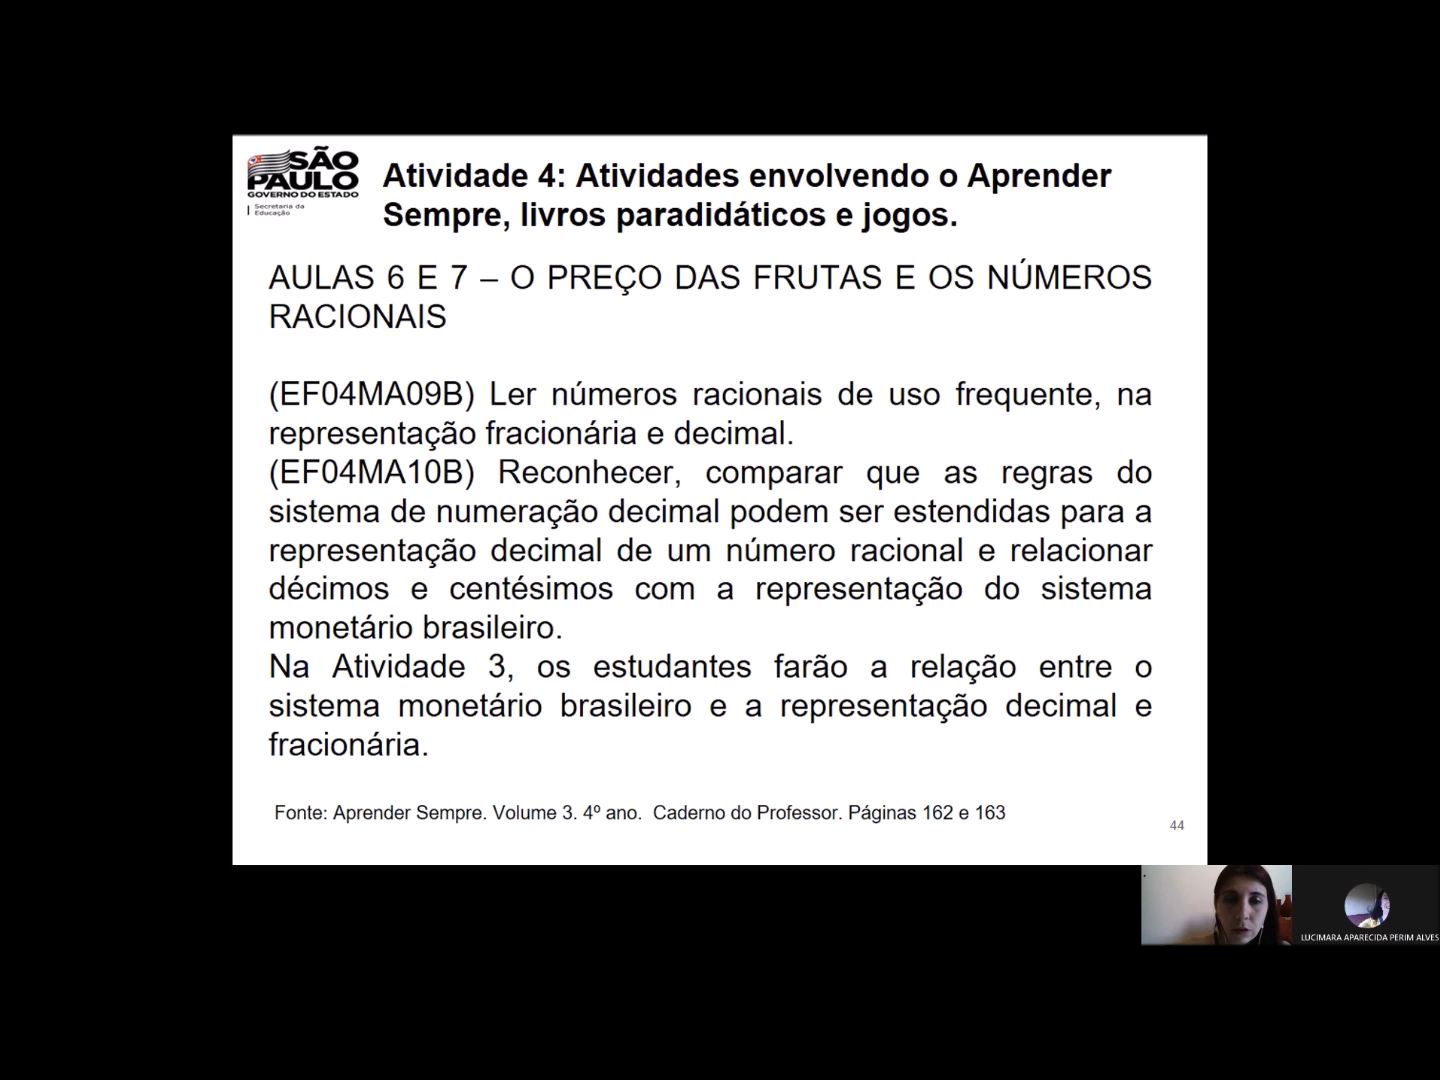 SÃO
PAULO
GOVERNO DO ESTADO
Secretaria da
Educação
Atividade 4: Atividades envolvendo o Aprender
Sempre, livros paradidáticos e jogos.
AULAS 6 E 7 – O PREÇO DAS FRUTAS E OS NÚMEROS
RACIONAIS
(EF04MA09B) Ler números racionais de uso frequente, na
representação fracionária e decimal.
(EF04MA10B) Reconhecer, comparar que as regras do
sistema de numeração decimal podem ser estendidas para a
representação decimal de um número racional e relacionar
décimos e centésimos com a representação do sistema
monetário brasileiro.
Na Atividade 3, os estudantes farão a relação entre o
sistema monetário brasileiro e a representação decimal e
fracionária.
Fonte: Aprender Sempre. Volume 3. 4º ano. Caderno do Professor. Páginas 162 e 163
44
LUCIMARA APARECIDA PERIM ALVES